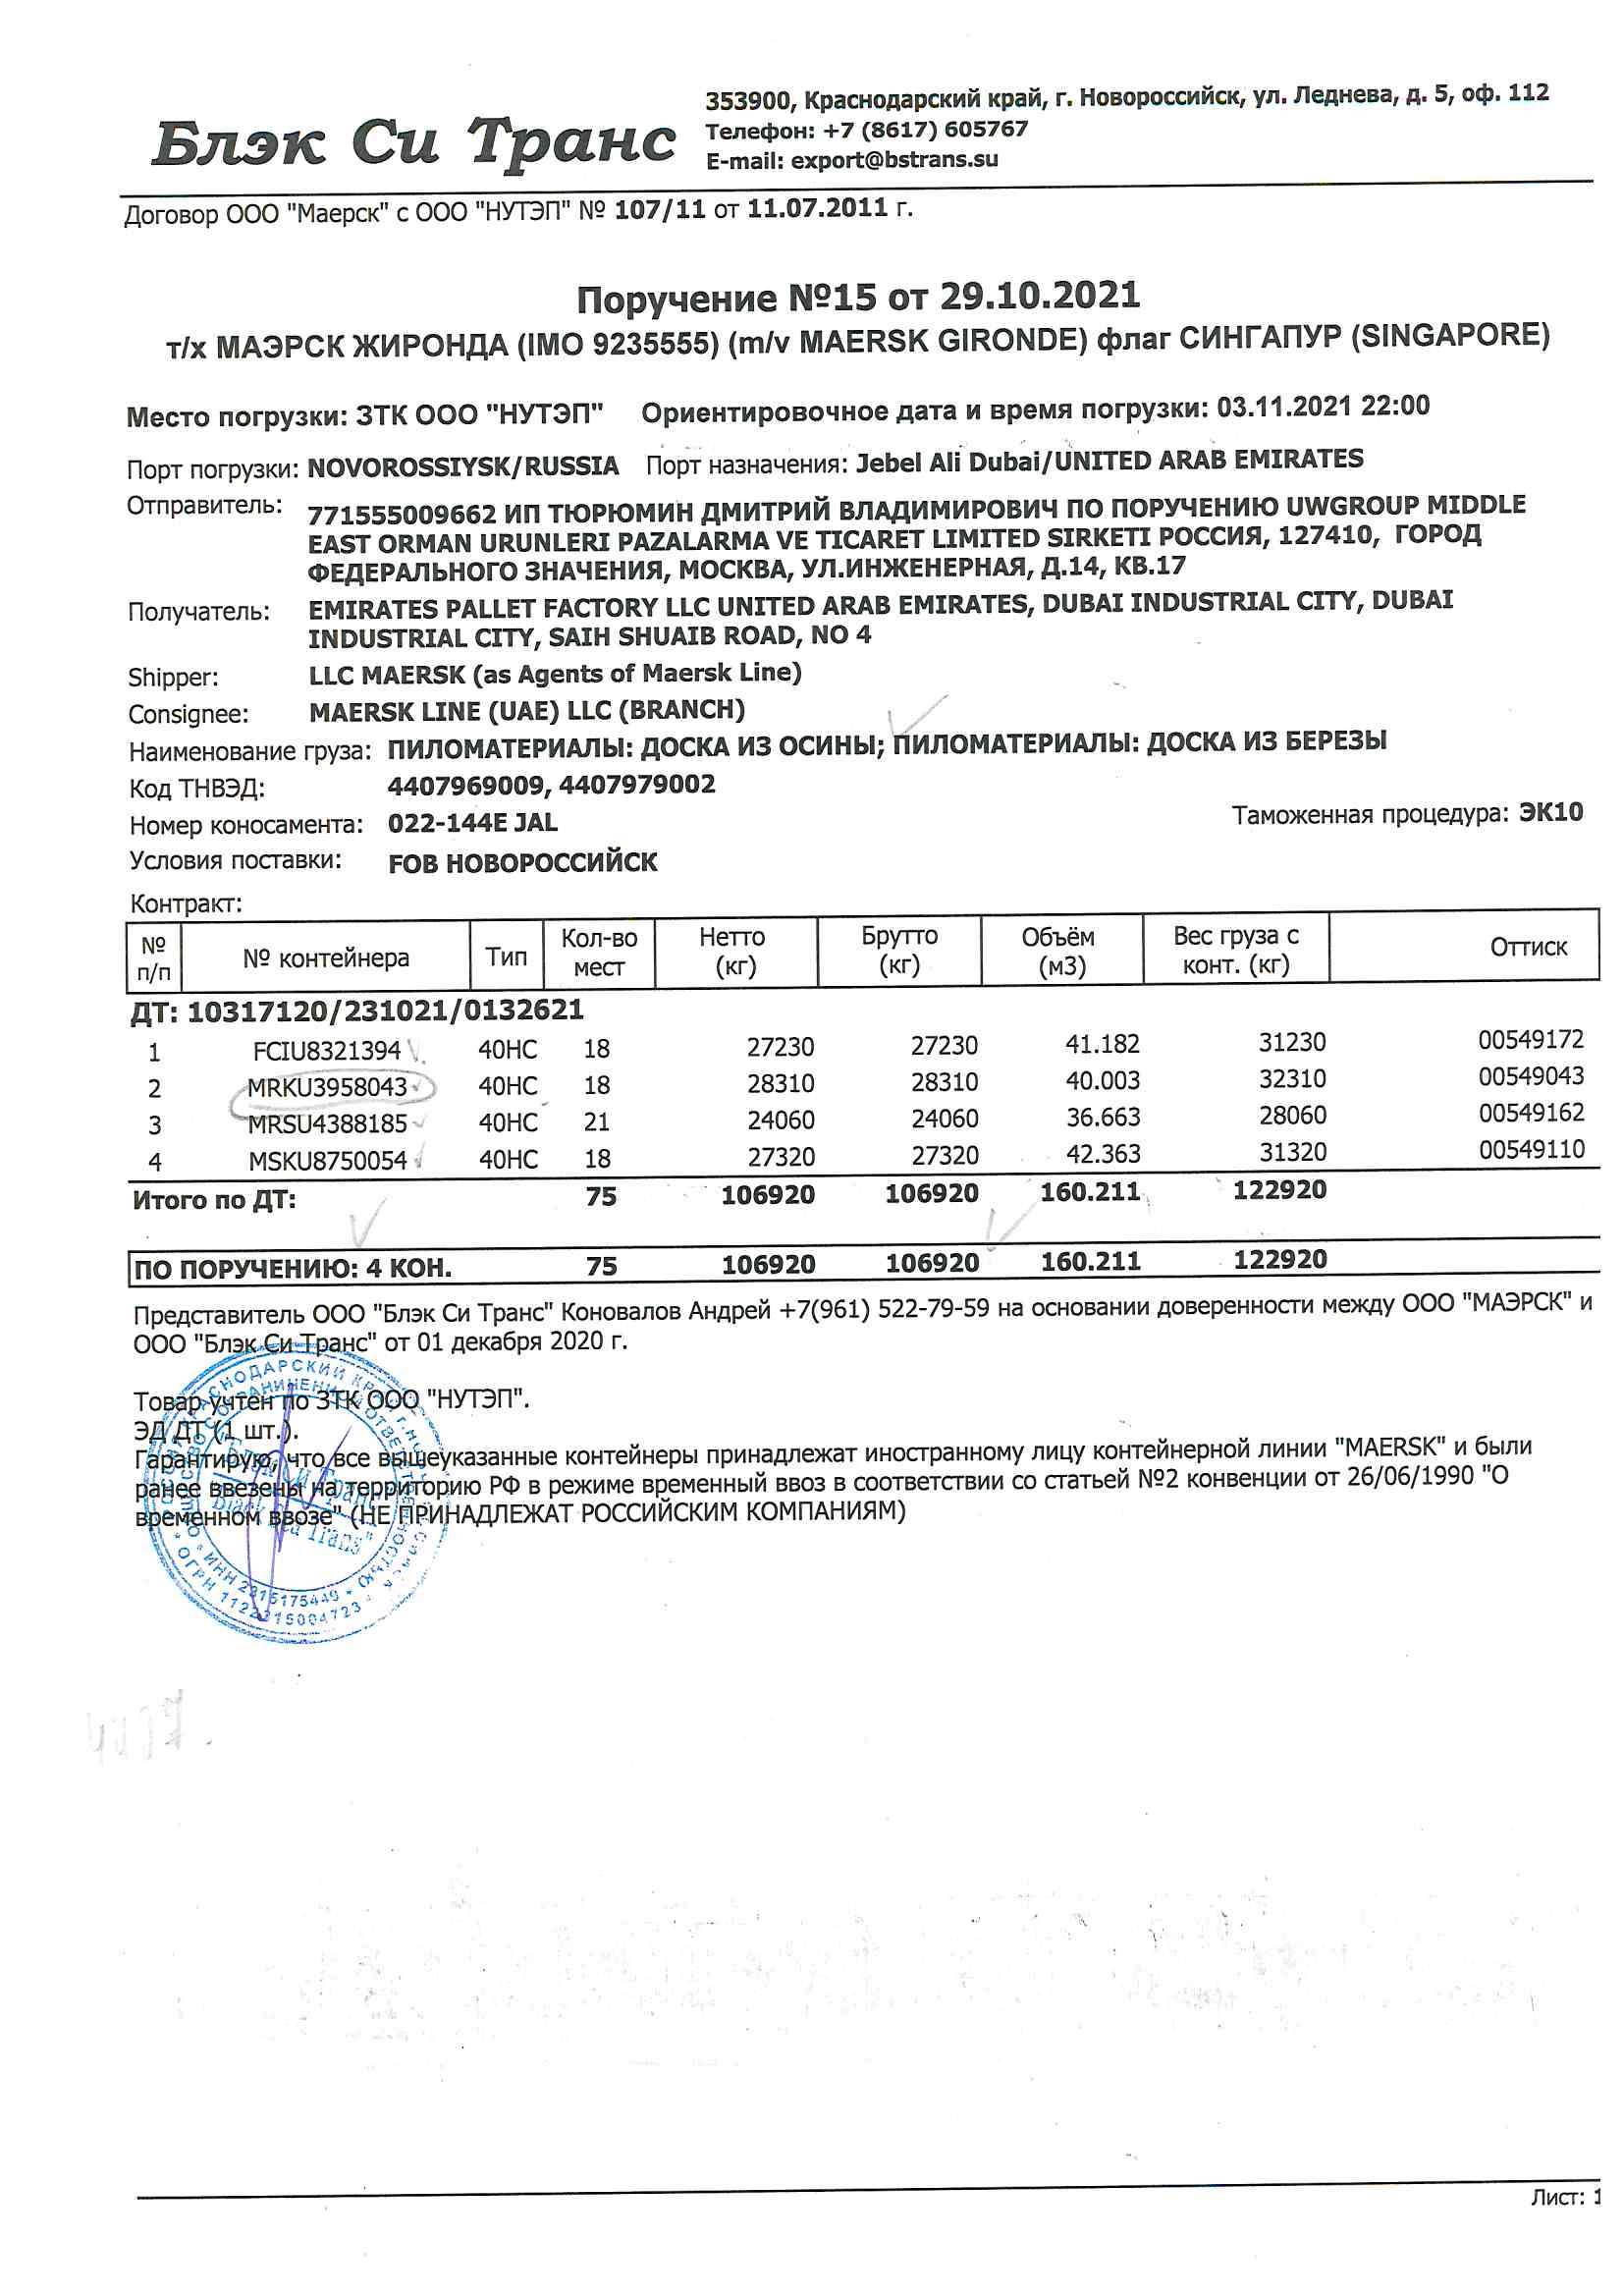 Блэк Си Транс
353900, Краснодарский край, г. Новороссийск, ул. Леднева, д. 5, оф. 112
Телефон: +7 (8617) 605767
E-mail: export@bstrans.su
Договор ООО "Маерск" с ООО "НУТЭП" № 107/11 от 11.07.2011 г.
Поручение №15 от 29.10.2021
т/х МАЭРСК ЖИРОНДА (IMO 9235555) (m/v MAERSK GIRONDE) флаг СИНГАПУР (SINGAPORE)
Место погрузки: ЗТК ООО "НУТЭП" Ориентировочное дата и время погрузки: 03.11.2021 22:00
Порт погрузки: NOVOROSSIYSK/RUSSIA Порт назначения: Jebel Ali Dubai/UNITED ARAB EMIRATES
Отправитель: 771555009662 ИП ТЮРЮМИН ДМИТРИЙ ВЛАДИМИРОВИЧ ПО ПОРУЧЕНИЮ UWGROUP MIDDLE
EAST ORMAN URUNLERI PAZALARMA VE TICARET LIMITED SIRKETI РОССИЯ, 127410, ГОРОД
ФЕДЕРАЛЬНОГО ЗНАЧЕНИЯ, МОСКВА, УЛ.ИНЖЕНЕРНАЯ, Д.14, КВ.17
Получатель: EMIRATES PALLET FACTORY LLC UNITED ARAB EMIRATES, DUBAI INDUSTRIAL CITY, DUBAI
INDUSTRIAL CITY, SAIH SHUAIB ROAD, NO 4
Shipper: LLC MAERSK (as Agents of Maersk Line)
Consignee: MAERSK LINE (UAE) LLC (BRANCH)
Наименование груза: ПИЛОМАТЕРИАЛЫ: ДОСКА ИЗ ОСИНЫ; ПИЛОМАТЕРИАЛЫ: ДОСКА ИЗ БЕРЕЗЫ
Код ТНВЭД: 4407969009, 4407979002
Номер коносамента: 022-144E JAL Таможенная процедура: ЭК10
Условия поставки: FOB НОВОРОССИЙСК
Контракт:
№ п/п № контейнера Тип Кол-во мест Нетто (кг) Брутто (кг) Объём (м3) Вес груза с конт. (кг) Оттиск
ДТ: 10317120/231021/0132621
1 FCIU8321394 40HC 18 27230 27230 41.182 31230 00549172
2 MRKU3958043 40HC 18 28310 28310 40.003 32310 00549043
3 MRSU4388185 40HC 21 24060 24060 36.663 28060 00549162
4 MSKU8750054 40HC 18 27320 27320 42.363 31320 00549110
Итого по ДТ: 75 106920 106920 160.211 122920
ПО ПОРУЧЕНИЮ: 4 КОН. 75 106920 106920 160.211 122920
Представитель ООО "Блэк Си Транс" Коновалов Андрей +7(961) 522-79-59 на основании доверенности между ООО "МАЭРСК" и
ООО "Блэк Си Транс" от 01 декабря 2020 г.
Товар учтен по ЗТК ООО "НУТЭП".
ЭД ДТ (1 шт.).
Гарантирую, что все вышеуказанные контейнеры принадлежат иностранному лицу контейнерной линии "MAERSK" и были
ранее ввезены на территорию РФ в режиме временный ввоз в соответствии со статьей №2 конвенции от 26/06/1990 "О
временном ввозе" (НЕ ПРИНАДЛЕЖАТ РОССИЙСКИМ КОМПАНИЯМ)
Лист: 1